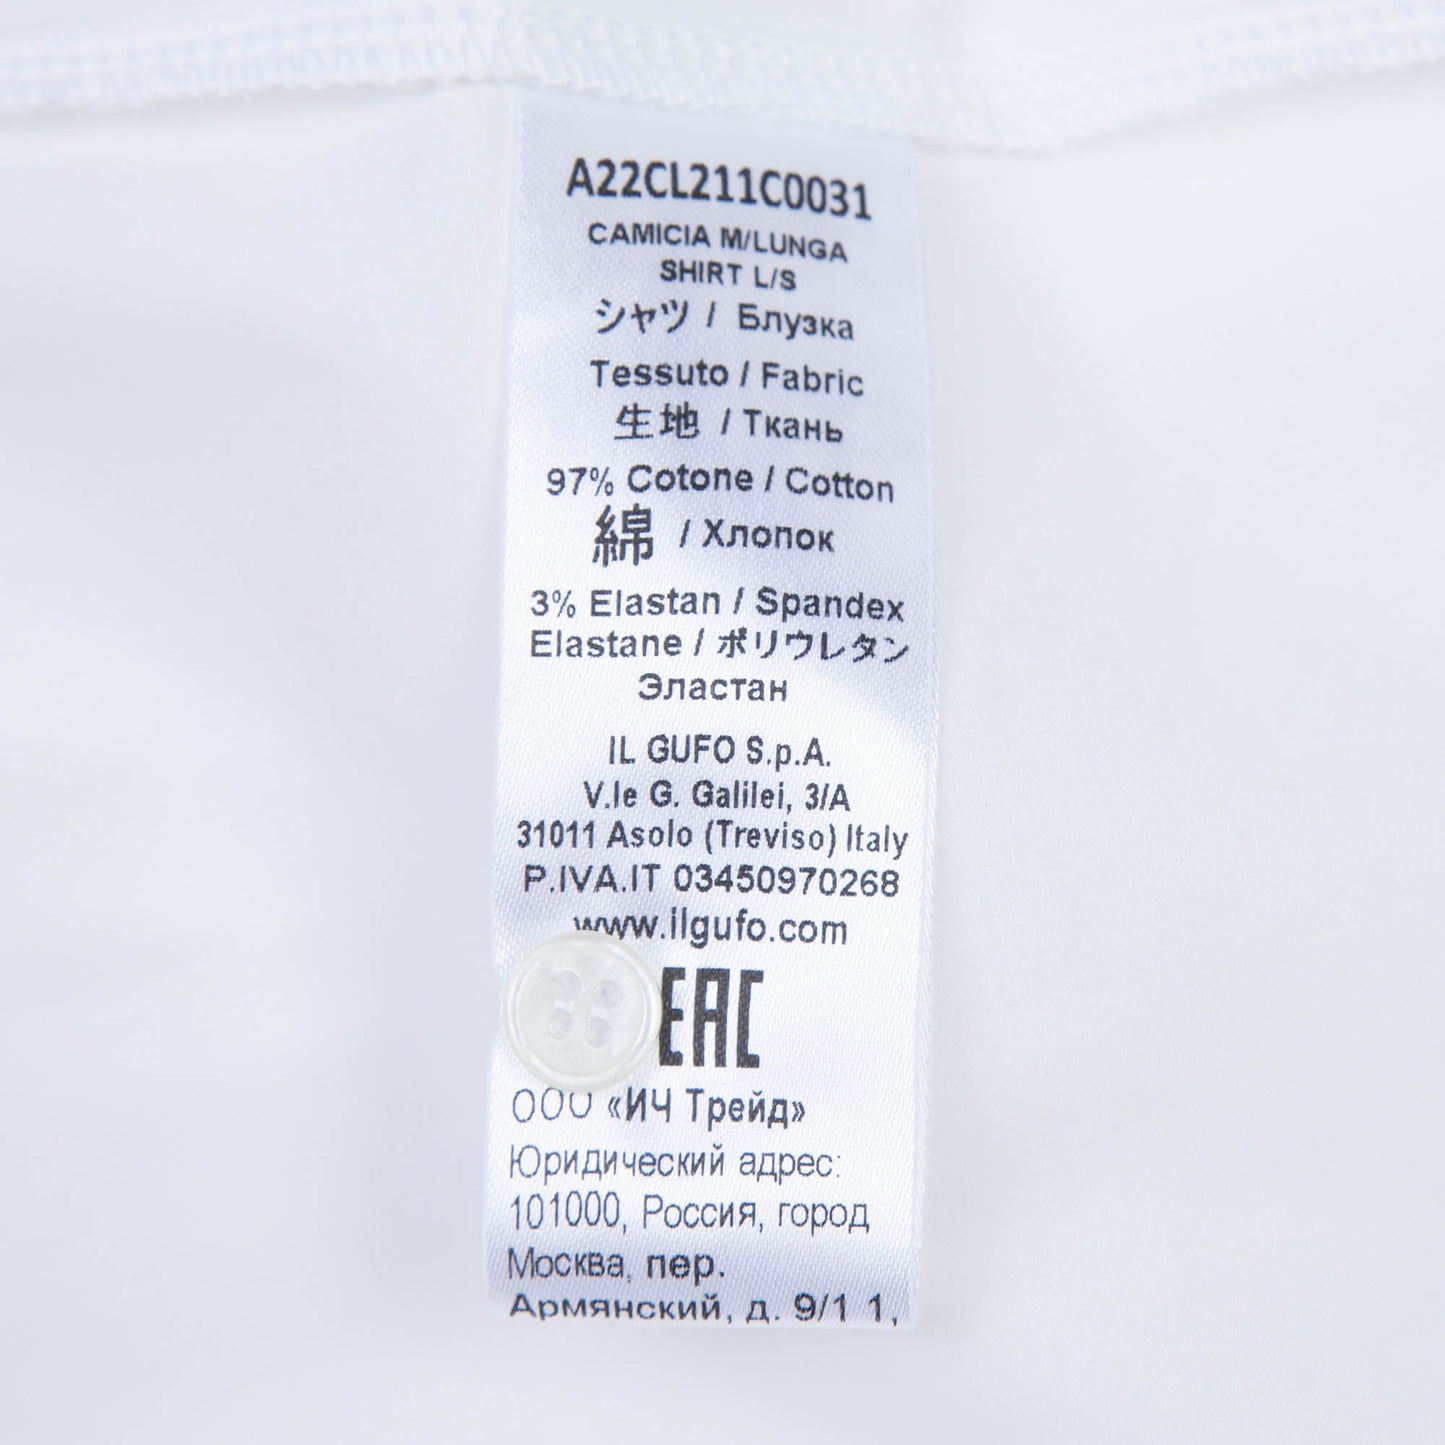 A22CL211C0031
CAMICIA M/LUNGA
SHIRT L/S
シャツ / Блузка
Tessuto / Fabric
生地 / Ткань
97% Cotone / Cotton
綿 / Хлопок
3% Elastan / Spandex
Elastane / ポリウレタン
Эластан
IL GUFO S.p.A.
V.le G. Galilei, 3/A
31011 Asolo (Treviso) Italy
P.IVA.IT 03450970268
www.ilgufo.com
EAC
ООО «ИЧ Трейд»
Юридический адрес:
101000, Россия, город
Москва, пер.
Армянский, д. 9/1 1,